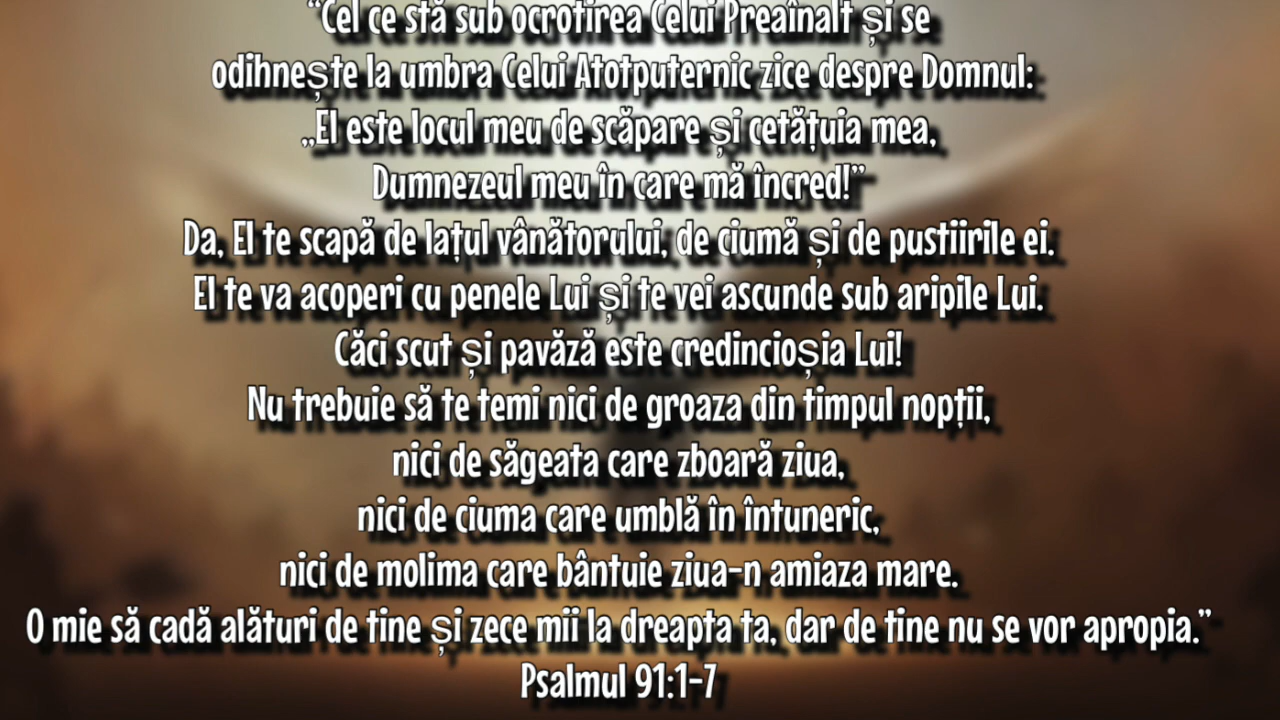 “Cel ce stă sub ocrotirea Celui Preaînalt și se
odihnește la umbra Celui Atotputernic zice despre Domnul:
„El este locul meu de scăpare și cetățuia mea,
Dumnezeul meu în care mă încred!”
Da, El te scapă de lațul vânătorului, de ciumă și de pustiirile ei.
El te va acoperi cu penele Lui și te vei ascunde sub aripile Lui.
Căci scut și pavăză este credincioșia Lui!
Nu trebuie să te temi nici de groaza din timpul nopții,
nici de săgeata care zboară ziua,
nici de ciuma care umblă în întuneric,
nici de molima care bântuie ziua-n amiaza mare.
O mie să cadă alături de tine și zece mii la dreapta ta, dar de tine nu se vor apropia.”
Psalmul 91:1-7